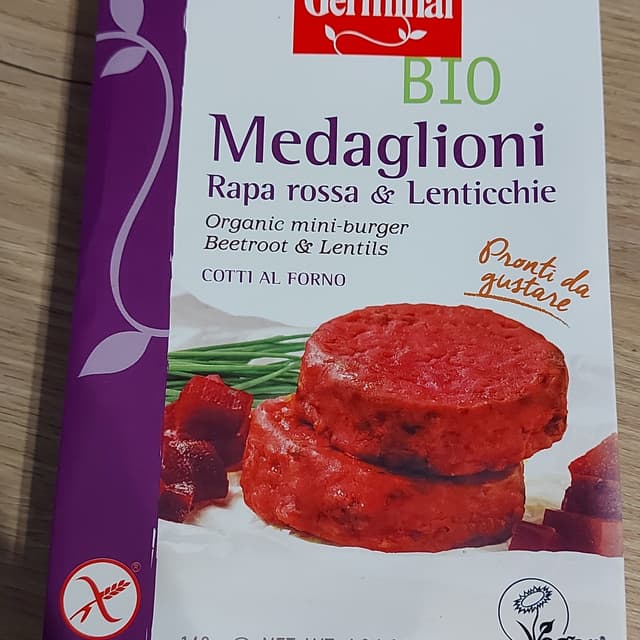 Germinal
BIO
Medaglioni
Rapa rossa & Lenticchie
Organic mini-burger
Beetroot & Lentils
COTTI AL FORNO
Pronti da
gustare
®